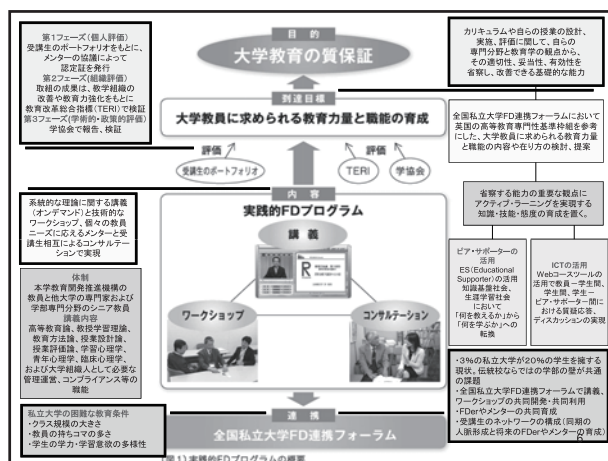 第1フェーズ(個人評価)
受講生のポートフォリオをもとに、
メンターの協議によって
認定証を発行
第2フェーズ(組織評価)
取組の成果は、教学組織の
改善や教育力強化をもとに
教育改革総合指標(TERI)で検証
第3フェーズ(学術的・政策的評価)
学協会で報告、検証
系統的な理論に関する講義
(オンデマンド)と技術的な
ワークショップ、個々の教員
ニーズに応えるメンターと受
講生相互によるコンサルテー
ションで実現
体制
本学教育開発推進機構の
教員と他大学の専門家および
学部専門分野のシニア教員
講義内容
高等教育論、教授学習理論、
教育方法論、授業設計論、
授業評価論、学習心理学、
青年心理学、臨床心理学、
および大学組織人として必要な
管理運営、コンプライアンス等の
職能
私立大学の困難な教育条件
・クラス規模の大きさ
・教員の持ちコマの多さ
・学生の学力・学習意欲の多様性
目 的
大学教育の質保証
到達目標
大学教員に求められる教育力量と職能の育成
評価
評価
受講生のポートフォリオ
TERI
学協会
内 容
実践的FDプログラム
講 義
R
ワークショップ
コンサルテーション
連 携
全国私立大学FD連携フォーラム
(図1)実践的FDプログラムの概要
カリキュラムや自らの授業の設計、
実施、評価に関して、自らの
専門分野と教育学の観点から、
その適切性、妥当性、有効性を
省察し、改善できる基礎的な能力
全国私立大学FD連携フォーラムにおいて
英国の高等教育専門性基準枠組を参考
にした、大学教員に求められる教育力量
と職能の内容や在り方の検討、提案
省察する能力の重要な観点に
アクティブ・ラーニングを実現する
知識・技能・態度の育成を置く。
ピア・サポーターの
活用
ES(Educational
Supporter)の活用
知識基盤社会、
生涯学習社会
において
「何を教えるか」から
「何を学ぶか」への
転換
ICTの活用
Webコースツールの
活用で教員－学生間、
学生間、学生－
ピア・サポーター間に
おける質疑応答、
ディスカッションの実現
・3%の私立大学が20%の学生を擁する
現状。伝統校ならではの学部の壁が共通
の課題
・全国私立大学FD連携フォーラムで講義、
ワークショップの共同開発・共同利用
・FDerやメンターの共同育成
・受講生のネットワークの構成(同期の
人脈形成と将来のFDerやメンターの育成)
6